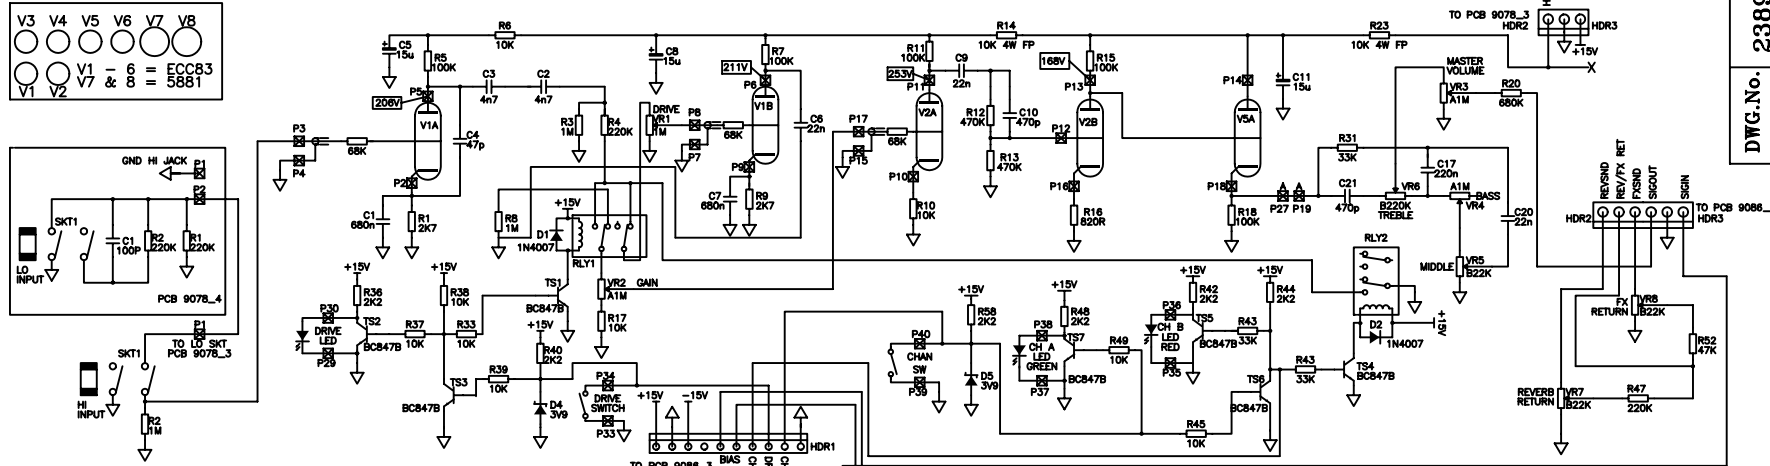 V3 V4 V5 V6 V7 V8
V1 - 6 = ECC83
V7 & 8 = 5881
V1 V2
GND HI JACK
P1
P2
SKT1
C1
100P
R2
220K
R1
220K
LO
INPUT
PCB 9078_4
P1
TO LO SKT
PCB 9078_3
SKT1
HI
INPUT
R2
1M
P3
P4
68K
C5
15u
R5
100K
P5
206V
V1A
P2
C4
47p
C1
680n
R1
2K7
R6
10K
C3
4n7
C2
4n7
R3
1M
R4
220K
DRIVE
VR1
1M
P8
P7
68K
C8
15u
R7
100K
211V
P6
V1B
P9
C7
680n
R9
2K7
C6
22n
R8
1M
+15V
D1
1N4007
RLY1
VR2
A1M
GAIN
R17
10K
TS1
BC847B
+15V
R36
2K2
P30
DRIVE
LED
P29
TS2
BC847B
R37
10K
+15V
R38
10K
R33
10K
TS3
BC847B
R39
10K
+15V
R40
2K2
D4
3V9
P34
DRIVE
SWITCH
P33
+15V
-15V
HDR1
BIAS
TO PCB 9086_3
P17
P15
68K
R11
100K
253V
P11
V2A
P10
R10
10K
C9
22n
R14
10K 4W FP
R12
470K
C10
470p
R13
470K
P12
168V
R15
100K
P13
V2B
P16
R16
820R
P14
V5A
P18
R18
100K
C11
15u
R23
10K 4W FP
TO PCB 9078_3
HDR2
HDR3
+15V
X
MASTER
VOLUME
VR3
A1M
R20
680K
R31
33K
C17
220n
C21
470p
VR6
B220K
TREBLE
A1M
BASS
VR4
C20
22n
MIDDLE
VR5
B22K
A A
P27 P19
RLY2
D2
1N4007
+15V
TS4
BC847B
R43
33K
+15V
R44
2K2
TS6
BC847B
R45
10K
+15V
R42
2K2
P36
CH B
LED
RED
P35
TS5
BC847B
R43
33K
+15V
R48
2K2
P38
CH A
LED
GREEN
P37
TS7
BC847B
R49
10K
+15V
R58
2K2
P40
CHAN
SW
P39
D5
3V9
REVSND
REV/FX RET
FXSND
SIGOUT
SIGIN
HDR2
HDR3
TO PCB 9086_
FX
RETURN
VR8
B22K
R52
47K
REVERB
RETURN
VR7
B22K
R47
220K
DWG.No.
2389